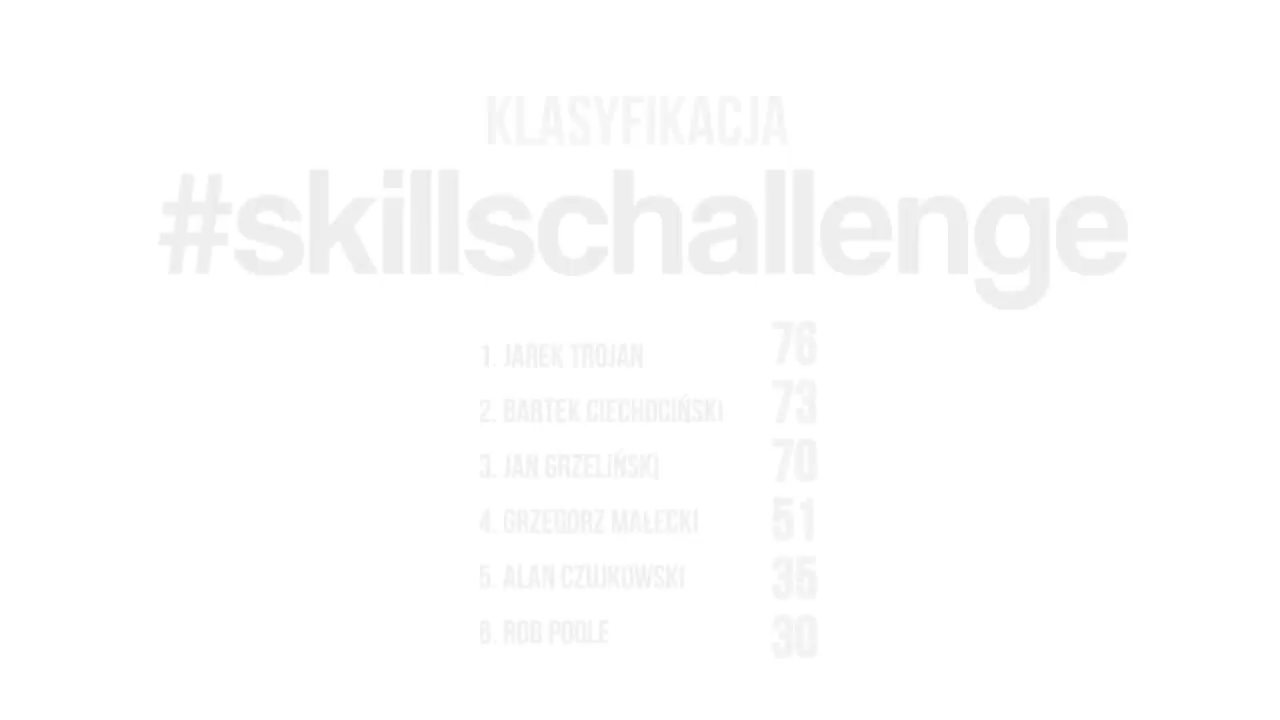 KLASYFIKACJA
#skillschallenge
1. JAREK TROJAN 76
2. BARTEK CIECHOCIŃSKI 73
3. JAN GRZELIŃSKI 70
4. GRZEGORZ MAŁECKI 51
5. ALAN CZUJKOWSKI 35
6. ROB POOLE 30